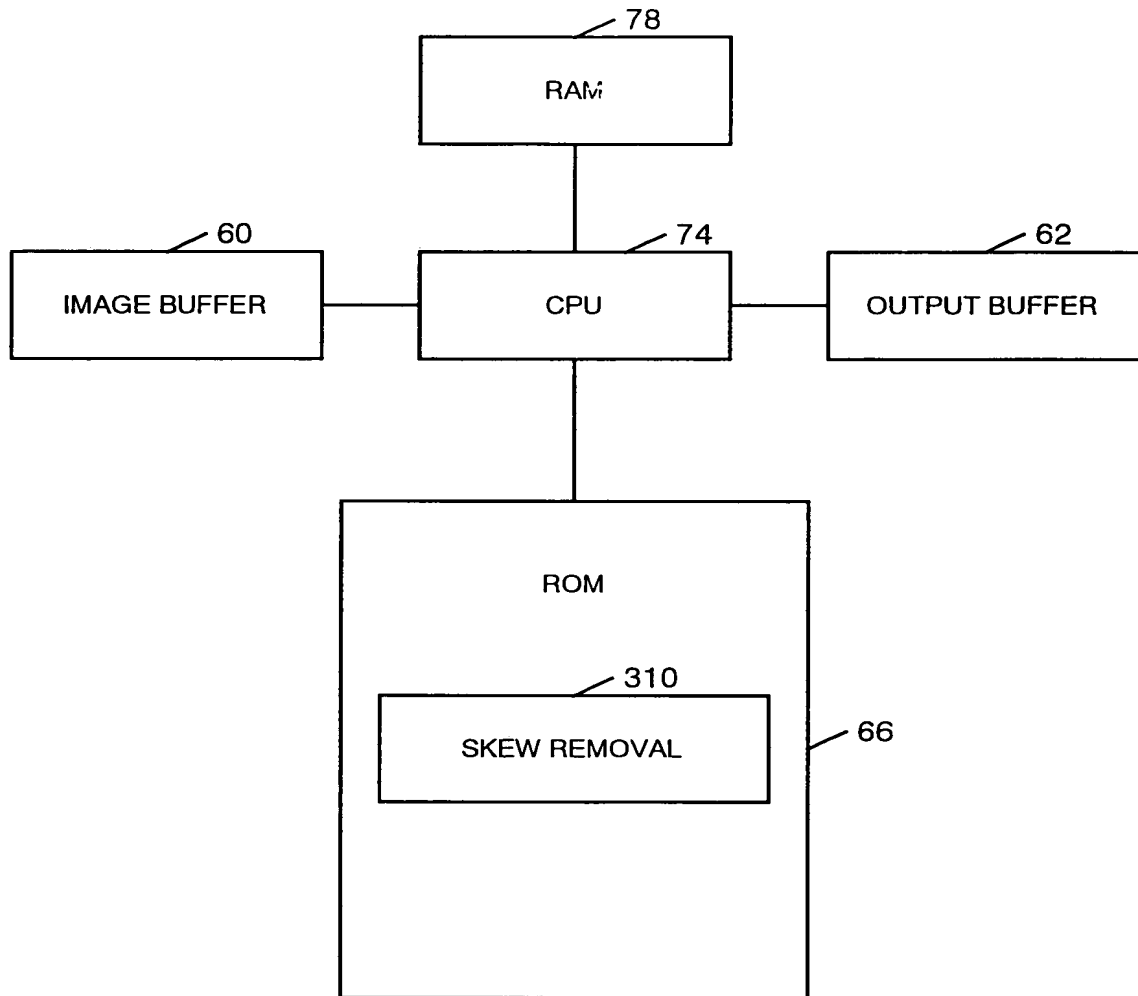 78
RAM
60
74
62
IMAGE BUFFER
CPU
OUTPUT BUFFER
ROM
310
SKEW REMOVAL
66